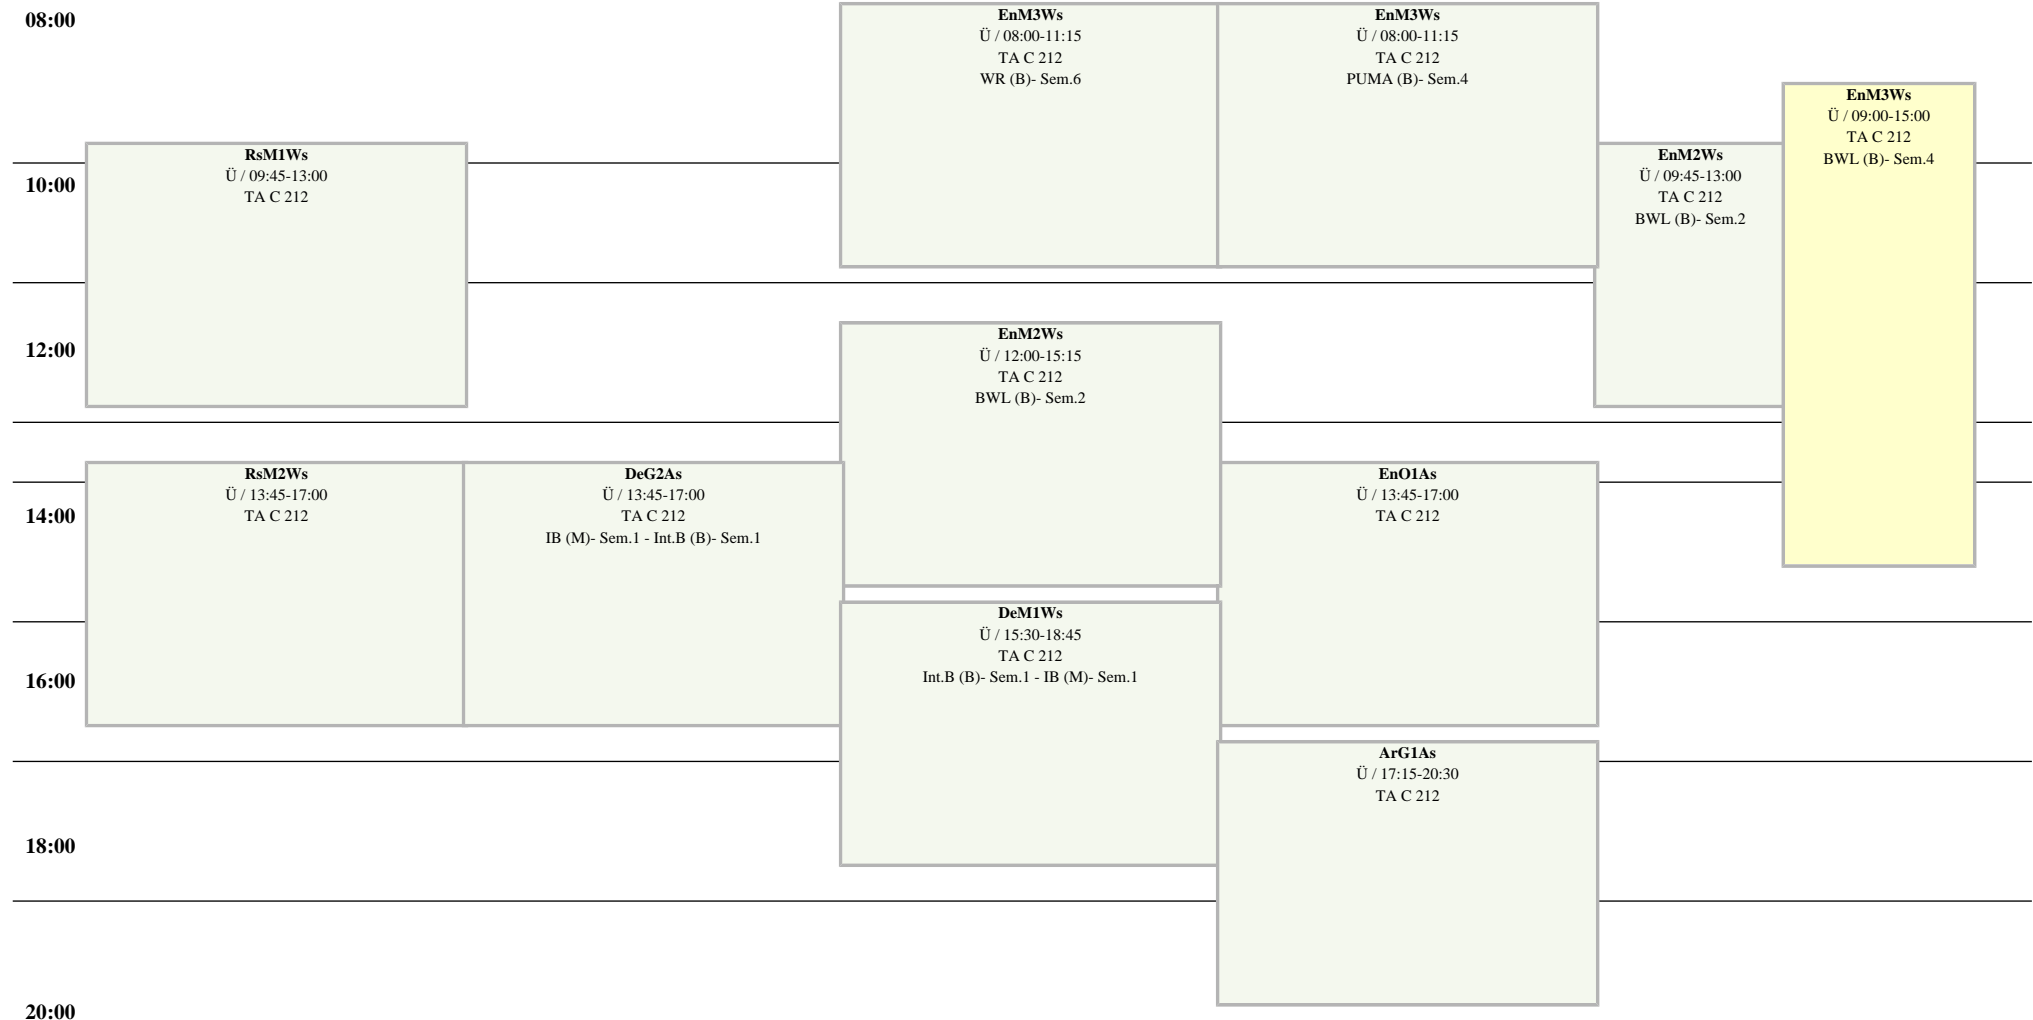 08:00
10:00
12:00
14:00
16:00
18:00
20:00
RsM1Ws
Ü / 09:45-13:00
TA C 212
RsM2Ws
Ü / 13:45-17:00
TA C 212
DeG2As
Ü / 13:45-17:00
TA C 212
IB (M)- Sem.1 - Int.B (B)- Sem.1
EnM3Ws
Ü / 08:00-11:15
TA C 212
WR (B)- Sem.6
EnM2Ws
Ü / 12:00-15:15
TA C 212
BWL (B)- Sem.2
DeM1Ws
Ü / 15:30-18:45
TA C 212
Int.B (B)- Sem.1 - IB (M)- Sem.1
EnM3Ws
Ü / 08:00-11:15
TA C 212
PUMA (B)- Sem.4
EnO1As
Ü / 13:45-17:00
TA C 212
ArG1As
Ü / 17:15-20:30
TA C 212
EnM2Ws
Ü / 09:45-13:00
TA C 212
BWL (B)- Sem.2
EnM3Ws
Ü / 09:00-15:00
TA C 212
BWL (B)- Sem.4